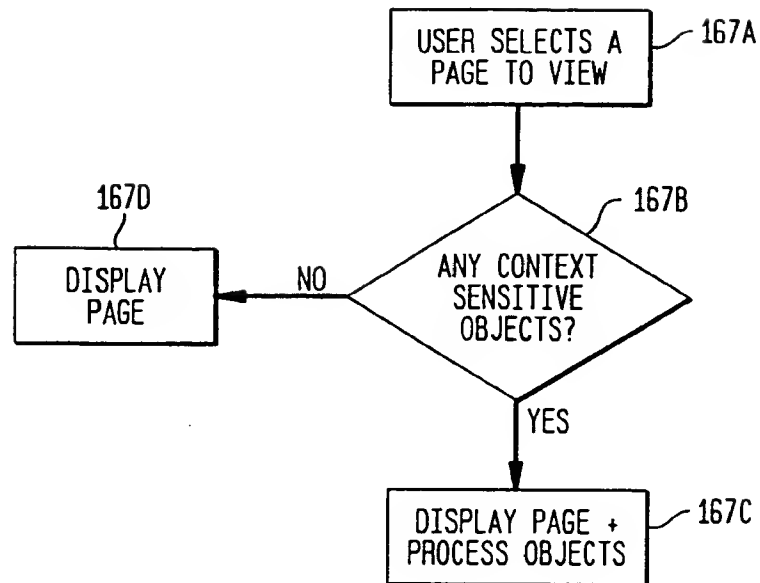 USER SELECTS A
PAGE TO VIEW
167A
167D
167B
DISPLAY
PAGE
NO
ANY CONTEXT
SENSITIVE
OBJECTS?
YES
DISPLAY PAGE +
PROCESS OBJECTS
167C